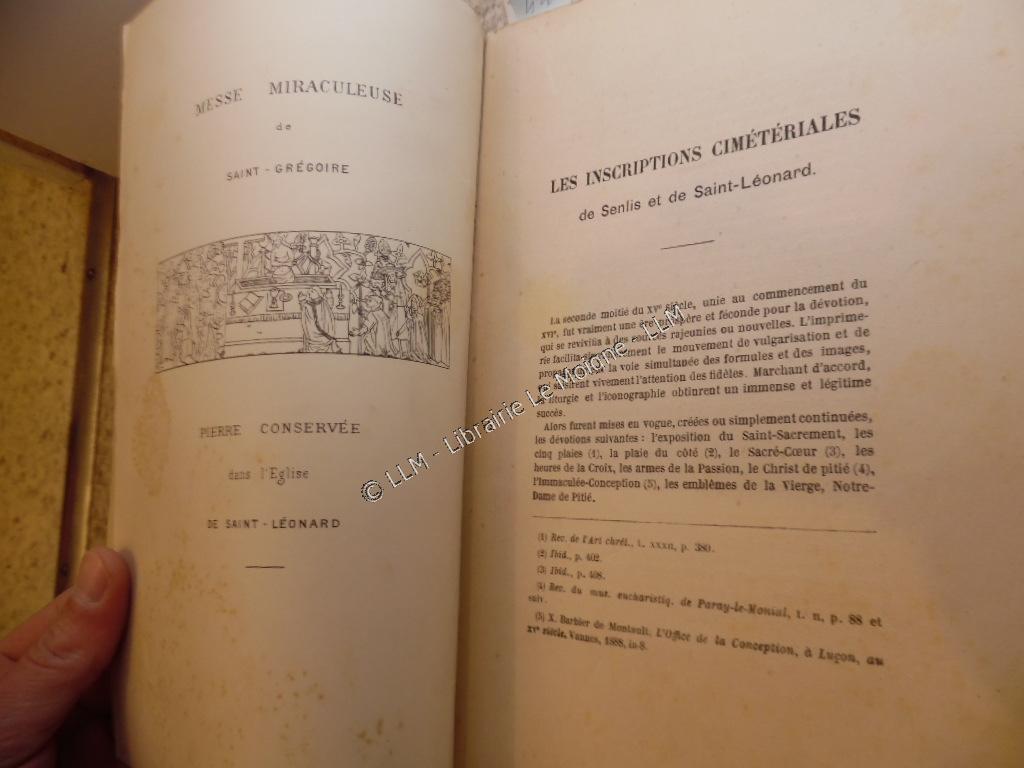 MESSE MIRACULEUSE
de
SAINT - GRÉGOIRE
PIERRE CONSERVÉE
dans l'Eglise
DE SAINT - LÉONARD
LES INSCRIPTIONS CIMÉTÉRIALES
de Senlis et de Saint-Léonard.
La seconde moitié du XVe siècle, unie au commencement du
XVIe, fut vraiment une ère prospère et féconde pour la dévotion,
qui se revivifia à des sources rajeunies ou nouvelles. L'imprime-
rie facilita ment le mouvement de vulgarisation et de
par la voie simultanée des formules et des images,
saisirent vivement l'attention des fidèles. Marchant d'accord,
la liturgie et l'iconographie obtinrent un immense et légitime
succès.
Alors furent mises en vogue, créées ou simplement continuées,
les dévotions suivantes : l'exposition du Saint-Sacrement, les
cinq plaies (1), la plaie du côté (2), le Sacré-Cœur (3), les
heures de la Croix, les armes de la Passion, le Christ de pitié (4),
l'Immaculée-Conception (5), les emblèmes de la Vierge, Notre-
Dame de Pitié.
(1) Rev. de l'Art chrét., t. XXXII, p. 380.
(2) Ibid., p. 402.
(3) Ibid., p. 408.
(4) Rec. du mus. eucharistiq. de Paray-le-Monial, t. II, p. 88 et
suiv.
(5) X. Barbier de Montault, L'Office de la Conception, à Luçon, au
XVe siècle, Vannes, 1888, in-8.
© LLM - Librairie Le Moione LLM